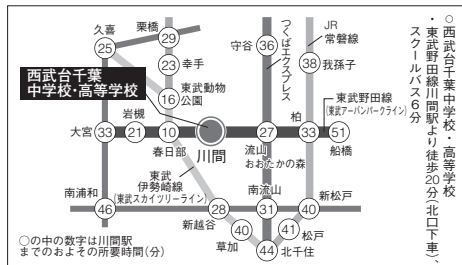 ○西武台千葉中学校・高等学校
・東武野田線川間駅より徒歩20分(北口下車)、
スクールバス6分
久喜
25
栗橋
29
23
幸手
16
東武動物
公園
西武台千葉
中学校・高等学校
守谷
36
つくばエクスプレス
JR
常磐線
38
我孫子
東武野田線
(東武アーバンパークライン)
大宮
33
岩槻
21
10
春日部
川間
27
流山
おおたかの森
柏
33
51
船橋
東武
伊勢崎線
(東武スカイツリーライン)
南浦和
46
28
新越谷
南流山
31
新松戸
40
40
草加
44
北千住
41
松戸
○の中の数字は川間駅
までのおよその所要時間(分)